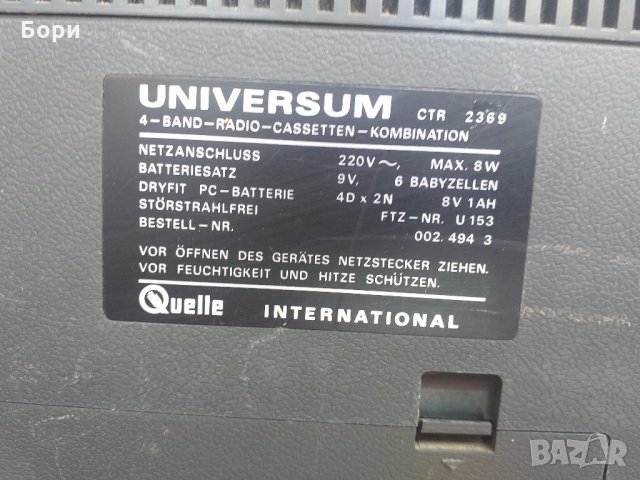 Бори
UNIVERSUM CTR 2369
4-BAND-RADIO-CASSETTEN-KOMBINATION
NETZANSCHLUSS 220V~, MAX. 8W
BATTERIESATZ 9V, 6 BABYZELLEN
DRYFIT PC-BATTERIE 4D x 2N 8V 1AH
STÖRSTRAHLFREI FTZ-NR. U 153
BESTELL-NR. 002.494 3
VOR ÖFFNEN DES GERÄTES NETZSTECKER ZIEHEN.
VOR FEUCHTIGKEIT UND HITZE SCHÜTZEN.
Quelle INTERNATIONAL
BAZAR